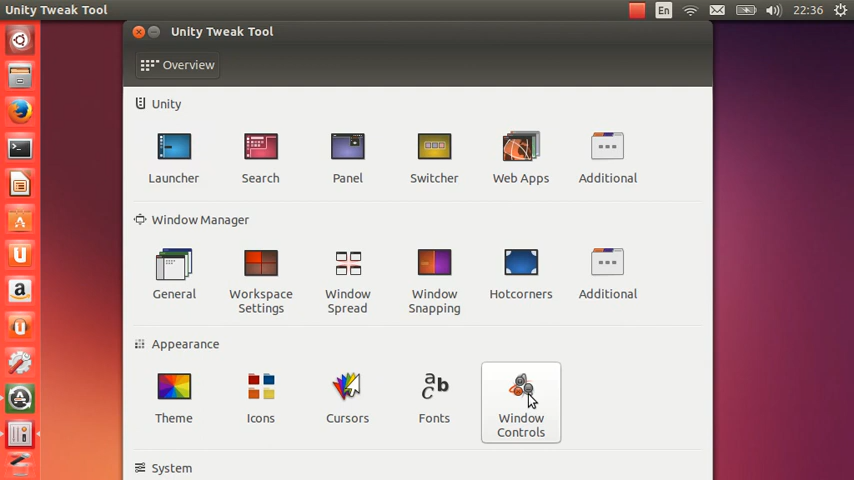 Unity Tweak Tool
En
22:36
Unity Tweak Tool
Overview
Unity
Launcher
Search
Panel
Switcher
Web Apps
Additional
Window Manager
General
Workspace
Settings
Window
Spread
Window
Snapping
Hotcorners
Additional
Appearance
Theme
Icons
Cursors
Fonts
Window
Controls
System